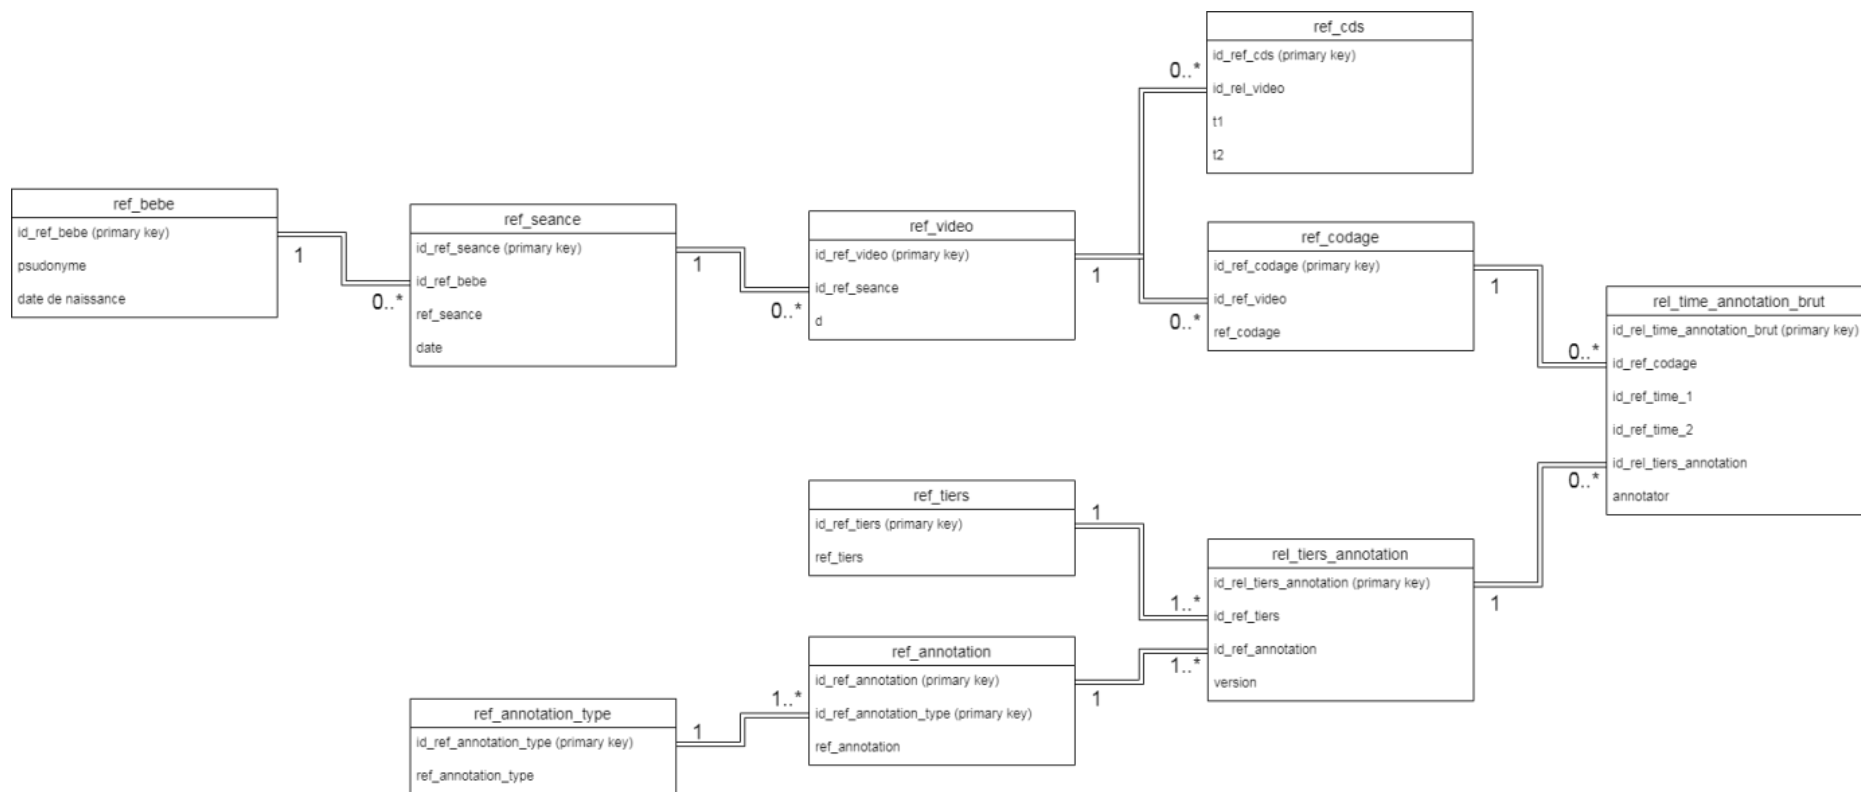 ref_cds
id_ref_cds (primary key)
0..*
id_rel_video
t1
t2
ref_bebe
id_ref_bebe (primary key)
1
psudonyme
date de naissance
ref_seance
id_ref_seance (primary key)
1
id_ref_bebe
0..*
ref_seance
date
ref_video
id_ref_video (primary key)
1
id_ref_seance
0..*
d
ref_codage
id_ref_codage (primary key)
1
id_ref_video
0..*
ref_codage
rel_time_annotation_brut
id_rel_time_annotation_brut (primary key)
0..*
id_ref_codage
id_ref_time_1
id_ref_time_2
id_rel_tiers_annotation
0..*
annotator
ref_tiers
id_ref_tiers (primary key)
1
ref_tiers
rel_tiers_annotation
id_rel_tiers_annotation (primary key)
1
1..*
id_ref_tiers
id_ref_annotation
1..*
version
ref_annotation
id_ref_annotation (primary key)
1
1..*
id_ref_annotation_type (primary key)
ref_annotation
ref_annotation_type
1
id_ref_annotation_type (primary key)
ref_annotation_type